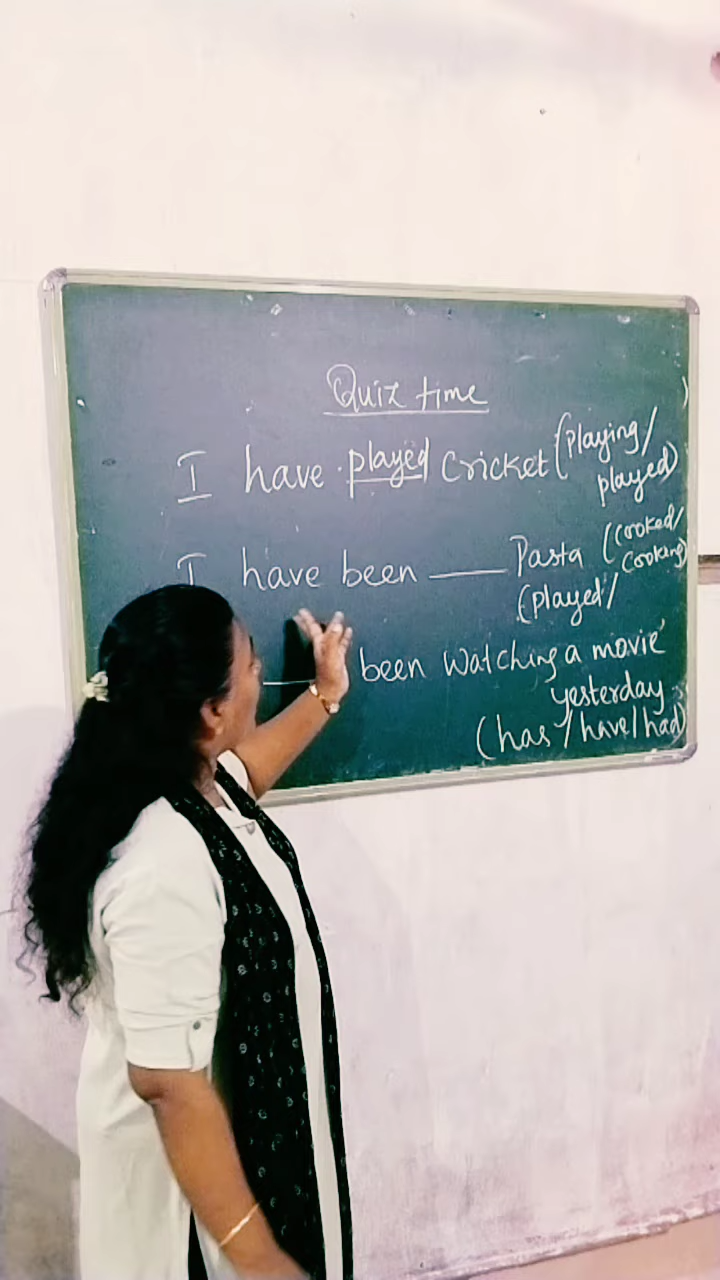 Quiz time
I have played Cricket (playing/
played)
I have been ____ Pasta (cooked/
cooking)
(played/
____ been watching a movie
yesterday
(has/have/had)